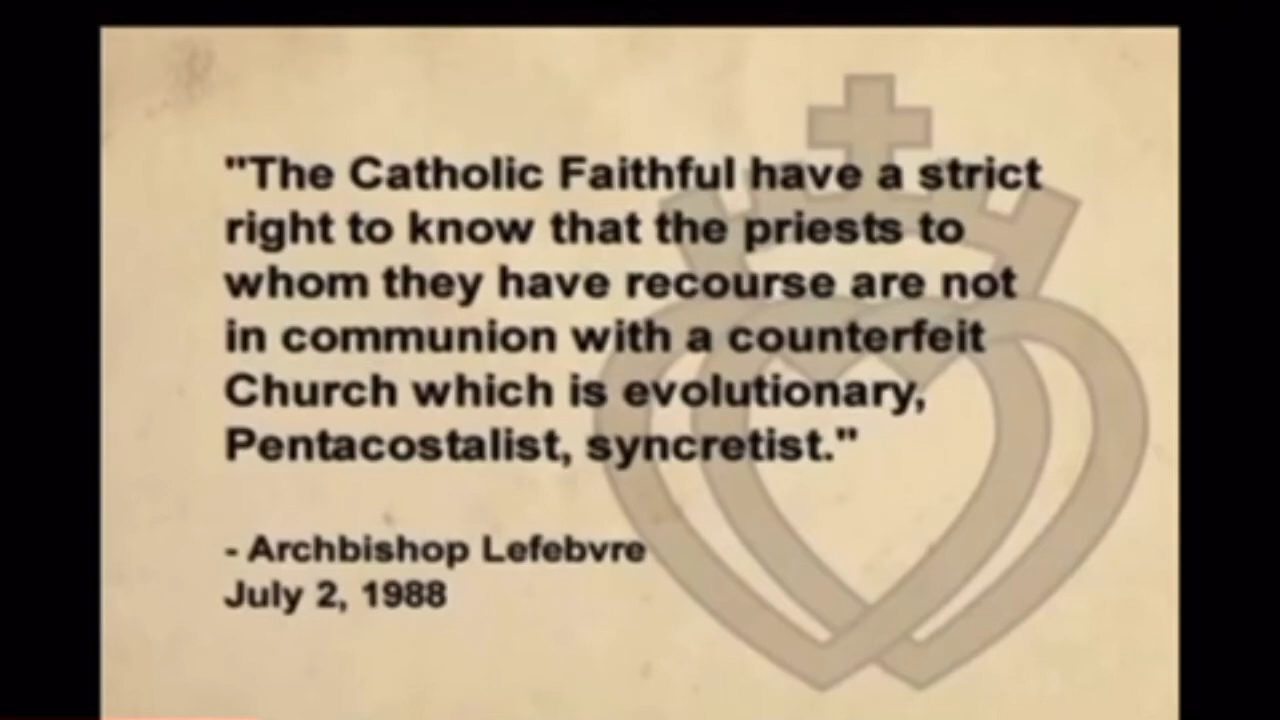 "The Catholic Faithful have a strict
right to know that the priests to
whom they have recourse are not
in communion with a counterfeit
Church which is evolutionary,
Pentacostalist, syncretist."
- Archbishop Lefebvre
July 2, 1988